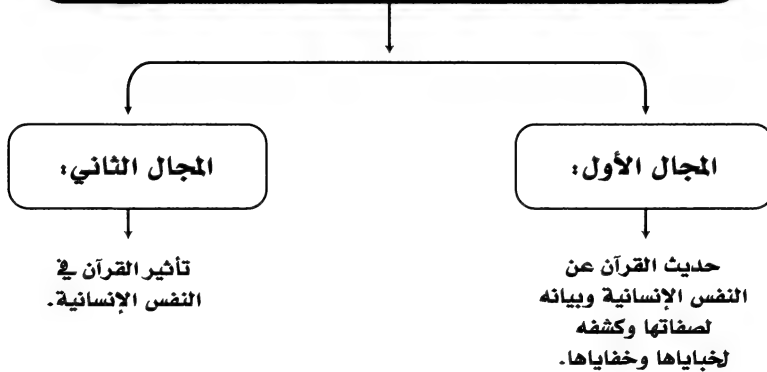 المجال الأول:
حديث القرآن عن
النفس الإنسانية وبيانه
لصفاتها وكشفه
لخباياها وخفاياها.
المجال الثاني:
تأثير القرآن في
النفس الإنسانية.